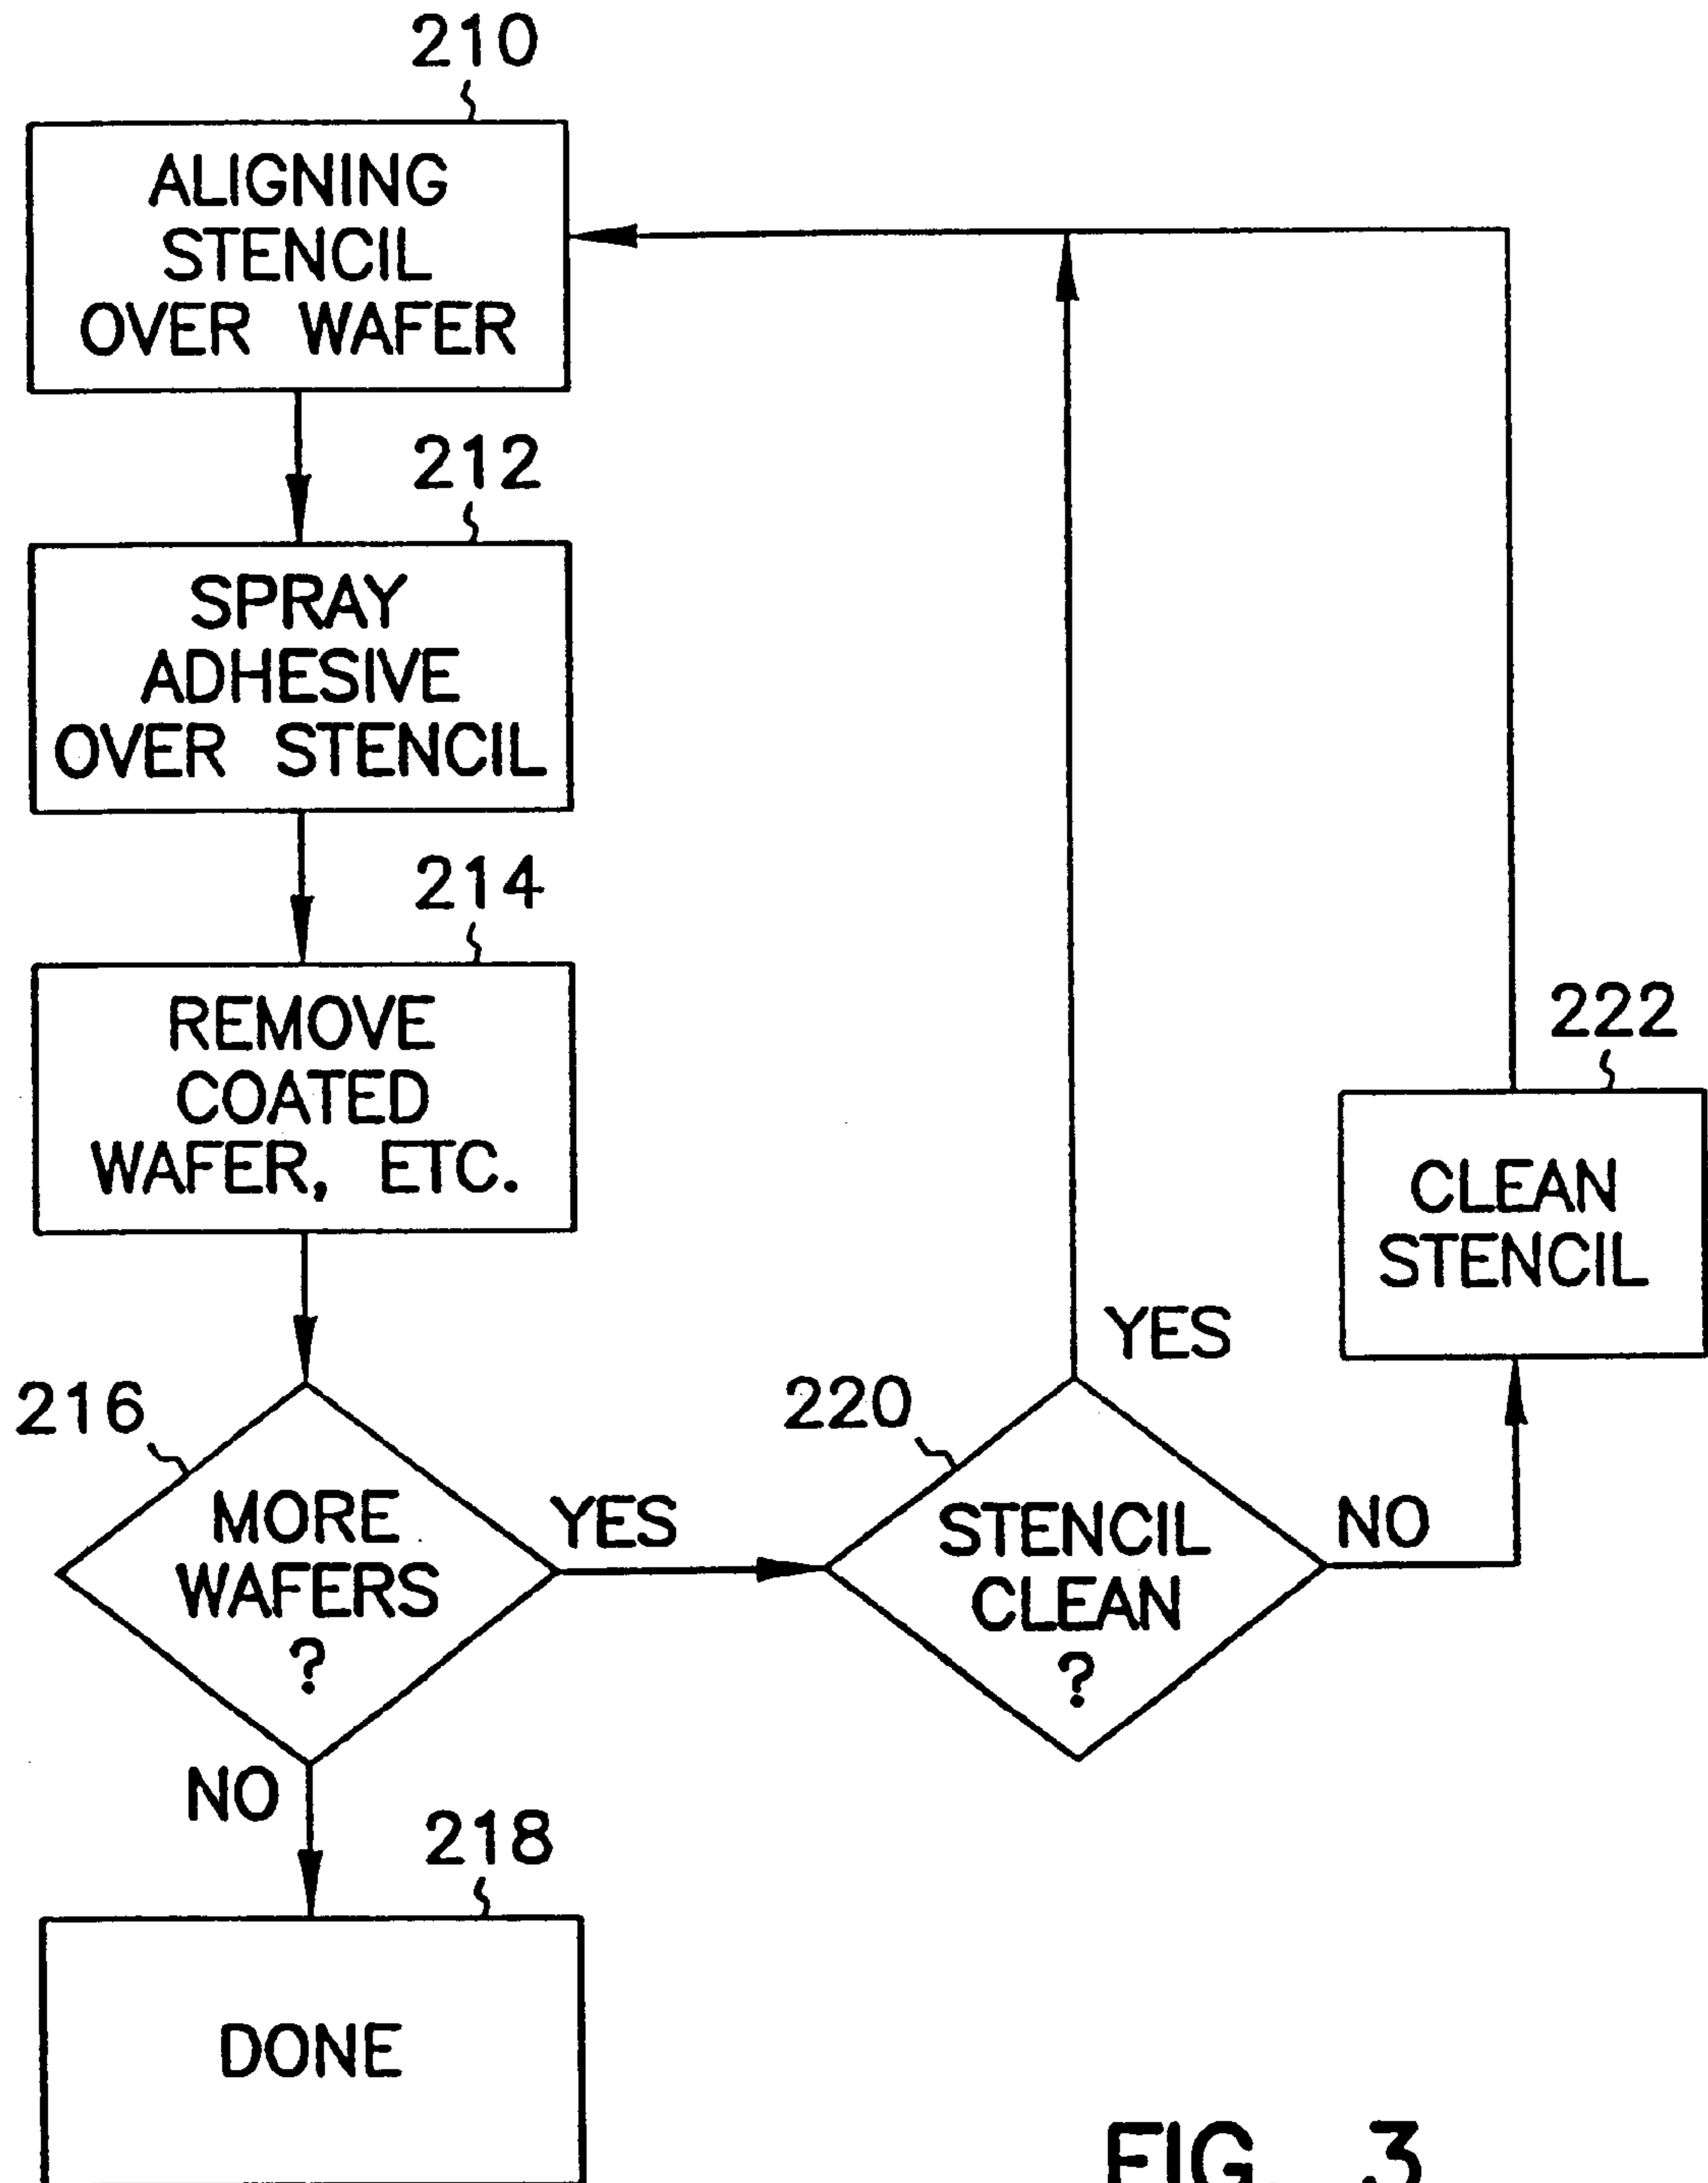 210
ALIGNING
STENCIL
OVER WAFER
212
SPRAY
ADHESIVE
OVER STENCIL
214
REMOVE
COATED
WAFER, ETC.
216
MORE
WAFERS
?
YES
NO
218
DONE
220
STENCIL
CLEAN
?
YES
NO
222
CLEAN
STENCIL
FIG. 3